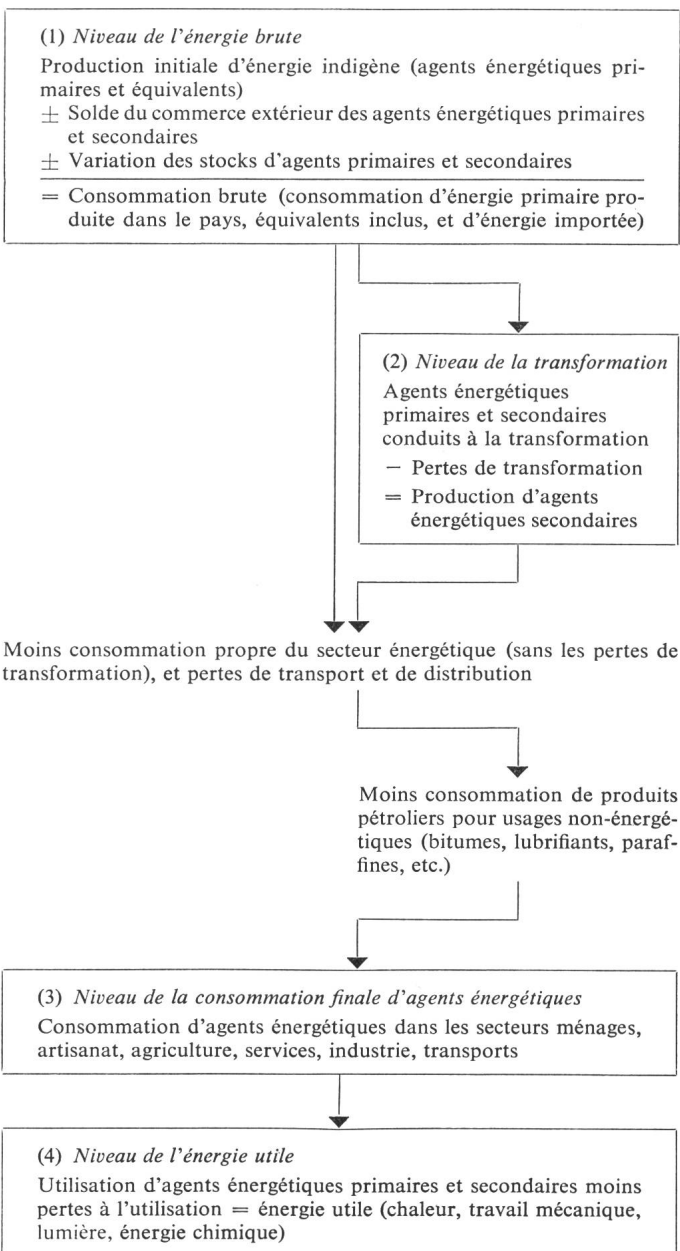 (1) Niveau de l'énergie brute
Production initiale d'énergie indigène (agents énergétiques pri-
maires et équivalents)
± Solde du commerce extérieur des agents énergétiques primaires
et secondaires
± Variation des stocks d'agents primaires et secondaires
= Consommation brute (consommation d'énergie primaire pro-
duite dans le pays, équivalents inclus, et d'énergie importée)
(2) Niveau de la transformation
Agents énergétiques
primaires et secondaires
conduits à la transformation
− Pertes de transformation
= Production d'agents
énergétiques secondaires
Moins consommation propre du secteur énergétique (sans les pertes de
transformation), et pertes de transport et de distribution
Moins consommation de produits
pétroliers pour usages non-énergé-
tiques (bitumes, lubrifiants, paraf-
fines, etc.)
(3) Niveau de la consommation finale d'agents énergétiques
Consommation d'agents énergétiques dans les secteurs ménages,
artisanat, agriculture, services, industrie, transports
(4) Niveau de l'énergie utile
Utilisation d'agents énergétiques primaires et secondaires moins
pertes à l'utilisation = énergie utile (chaleur, travail mécanique,
lumière, énergie chimique)